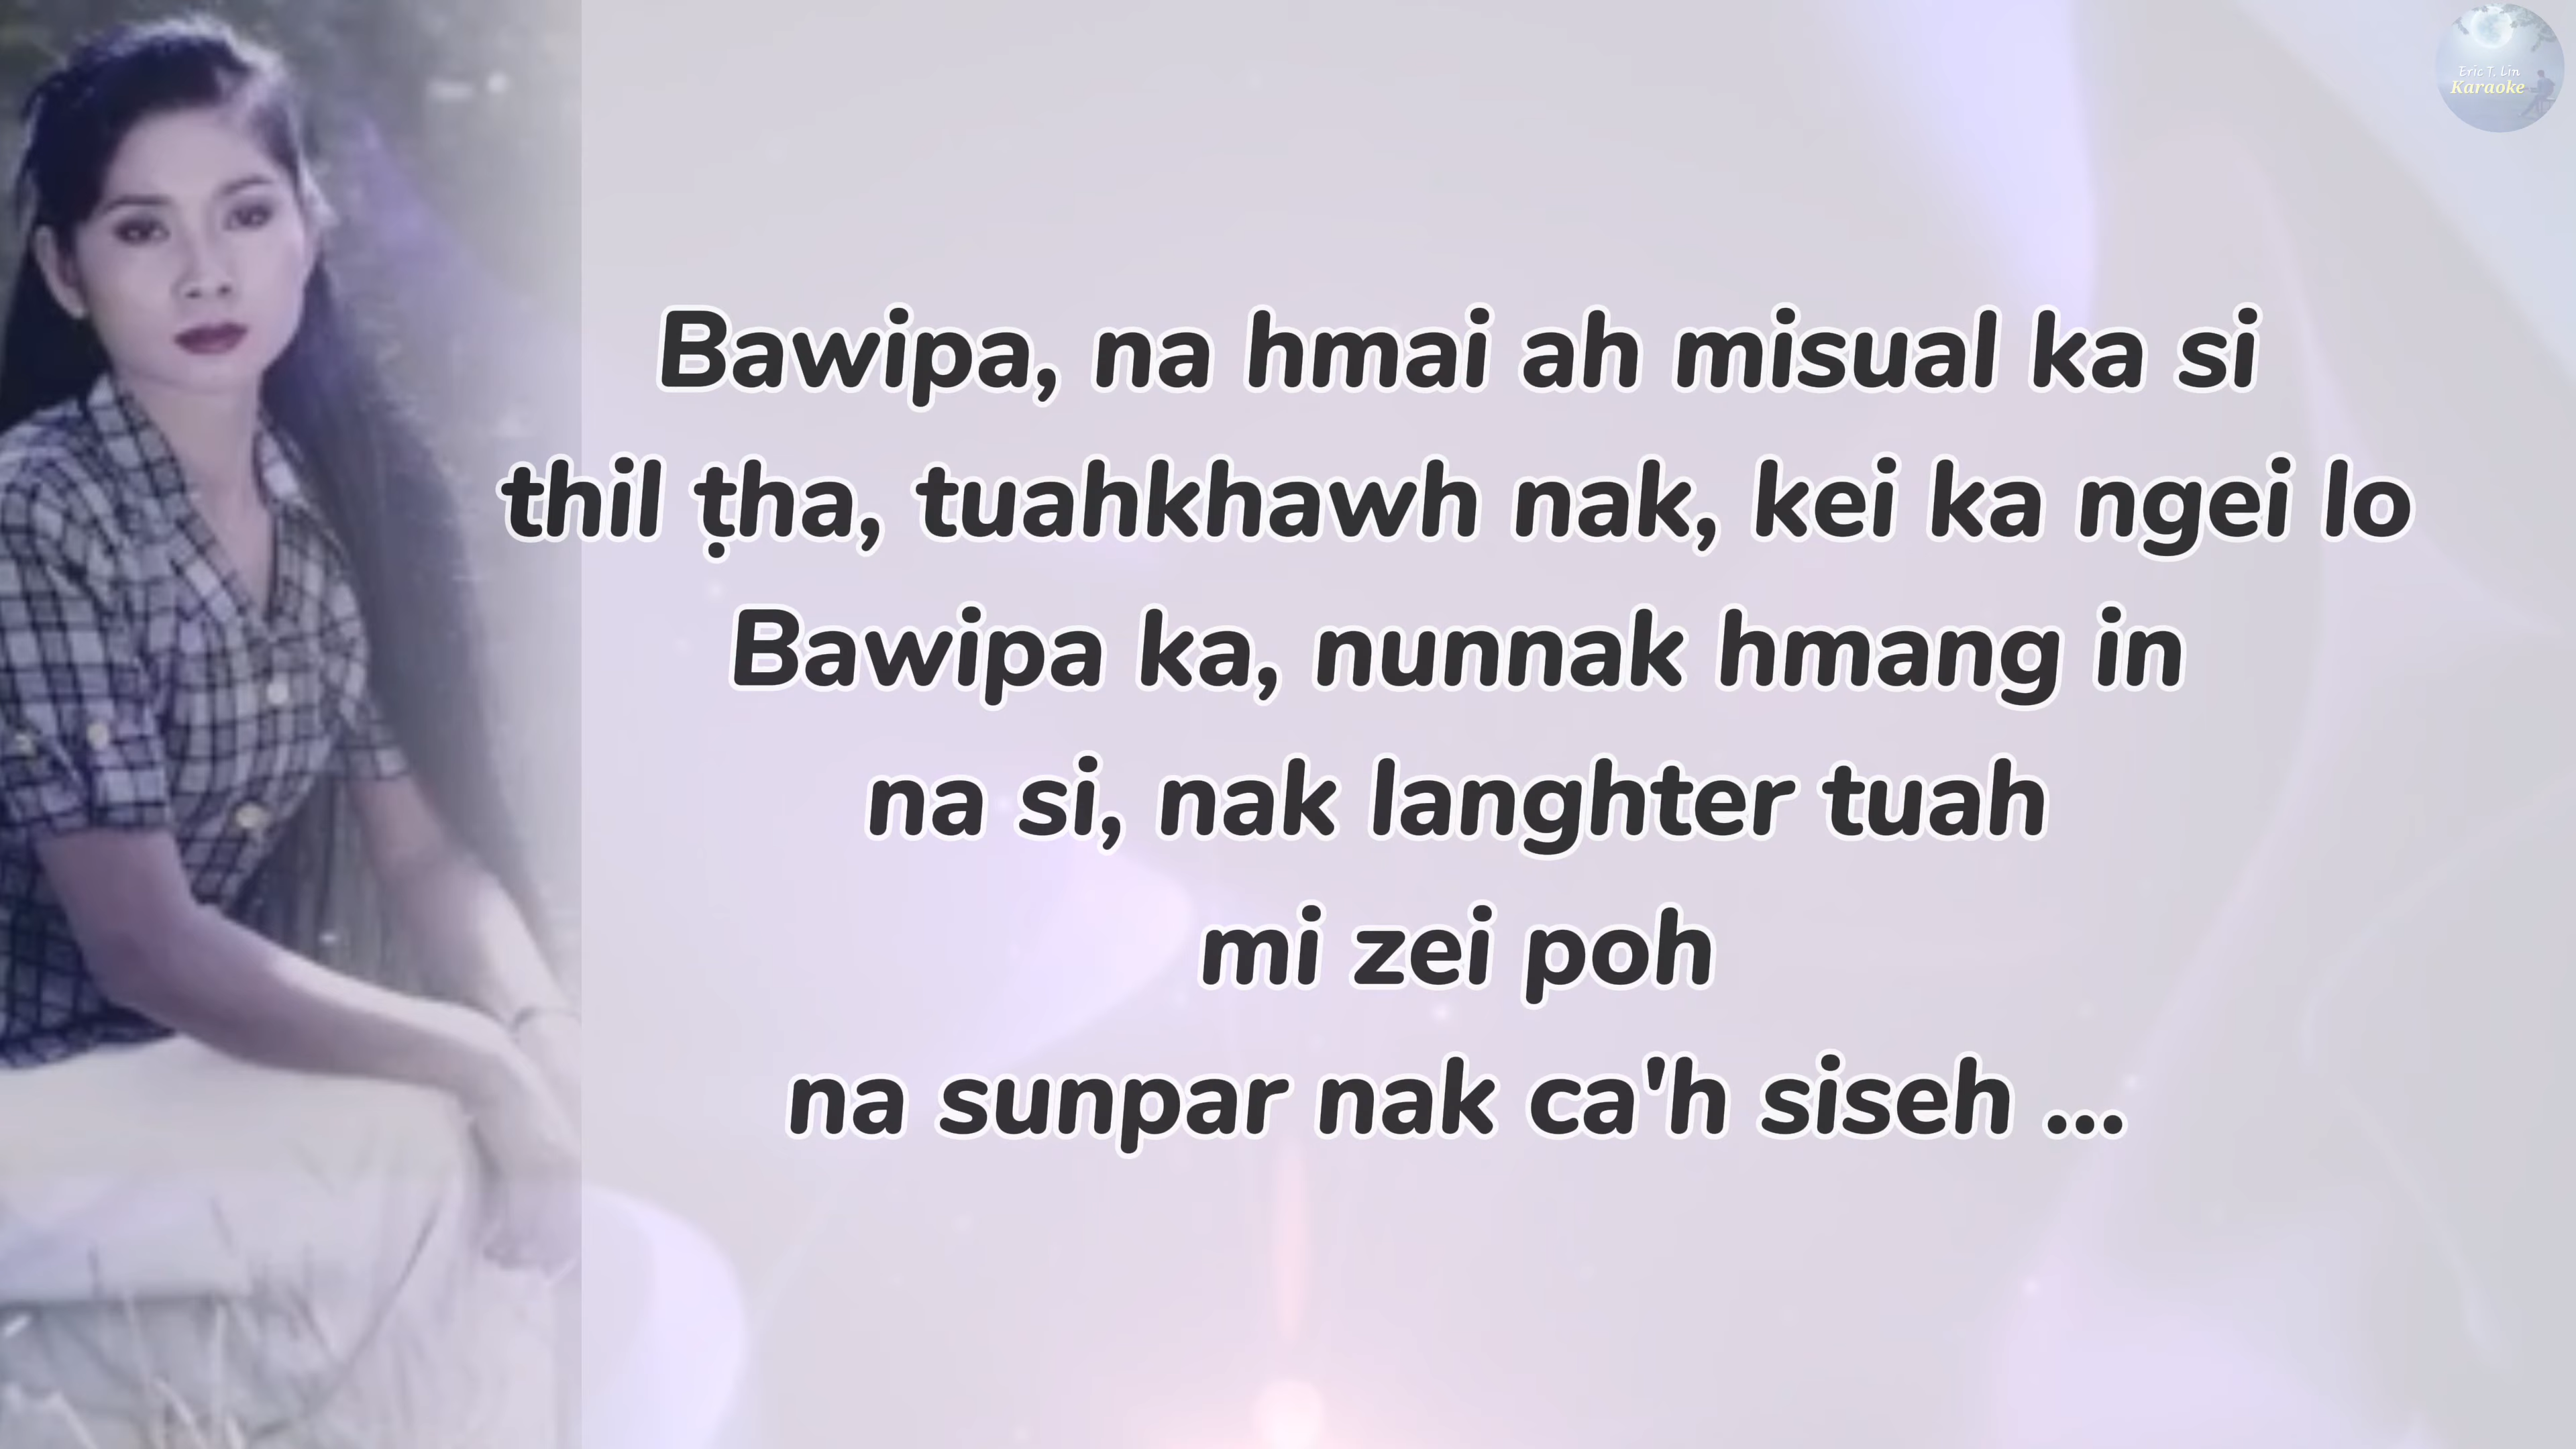 Eric T. Lin
Karaoke
Bawipa, na hmai ah misual ka si
thil ṭha, tuahkhawh nak, kei ka ngei lo
Bawipa ka, nunnak hmang in
na si, nak langhter tuah
mi zei poh
na sunpar nak ca'h siseh ...